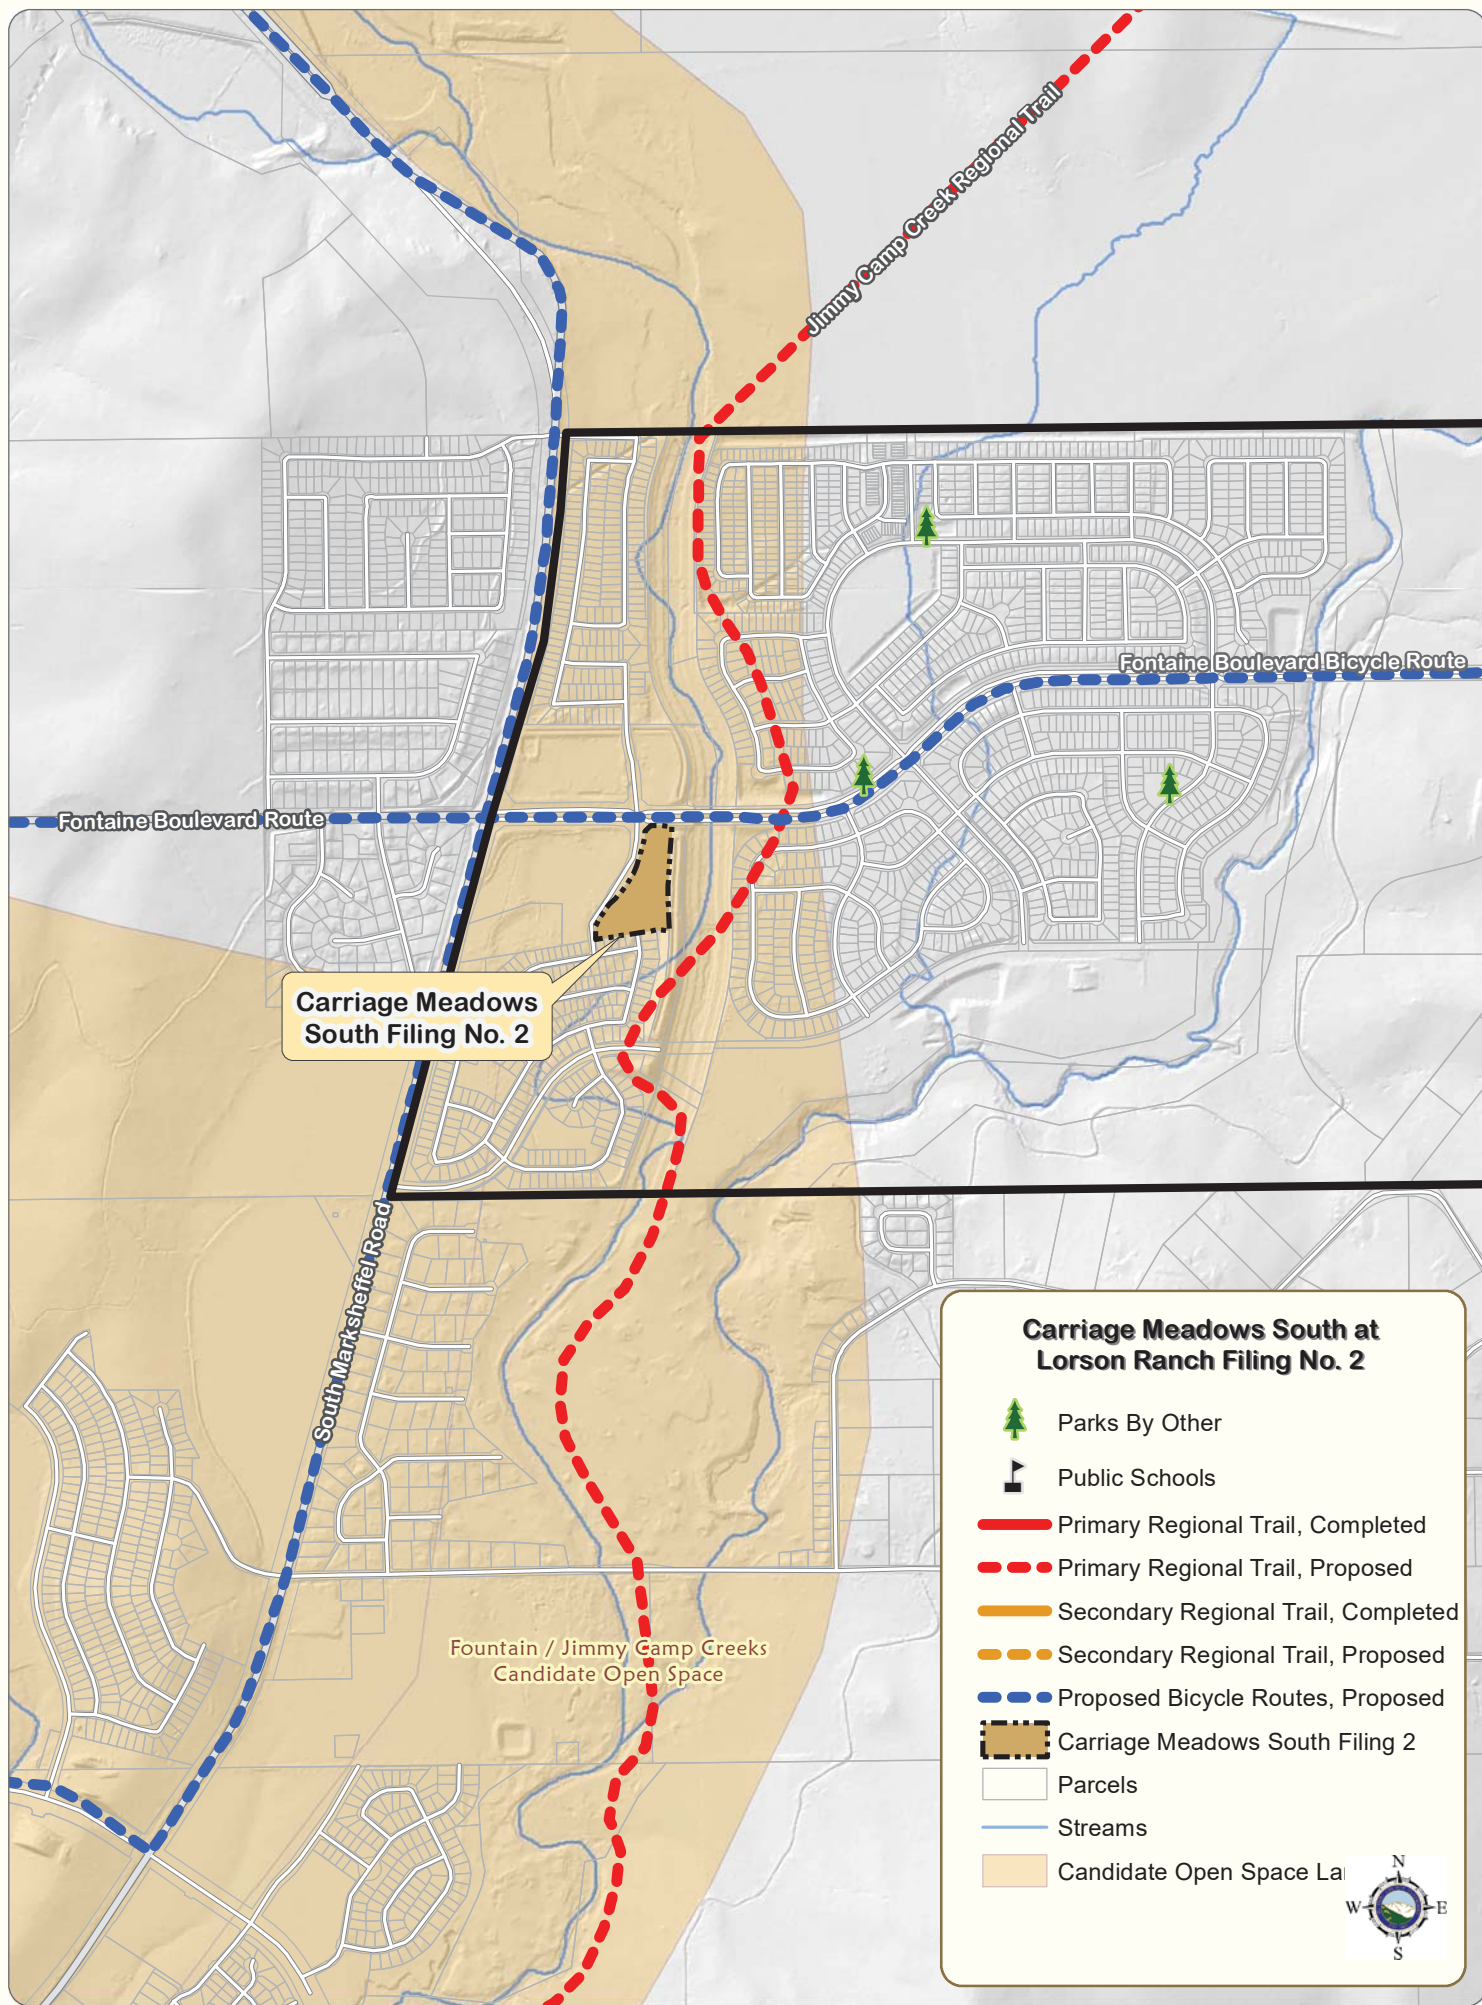 Jimmy Camp Creek Regional Trail
Fontaine Boulevard Bicycle Route
Fontaine Boulevard Route
Carriage Meadows
South Filing No. 2
South Marksheffel Road
Fountain / Jimmy Camp Creeks
Candidate Open Space
Carriage Meadows South at
Lorson Ranch Filing No. 2
Parks By Other
Public Schools
Primary Regional Trail, Completed
Primary Regional Trail, Proposed
Secondary Regional Trail, Completed
Secondary Regional Trail, Proposed
Proposed Bicycle Routes, Proposed
Carriage Meadows South Filing 2
Parcels
Streams
Candidate Open Space La
N
W E
S